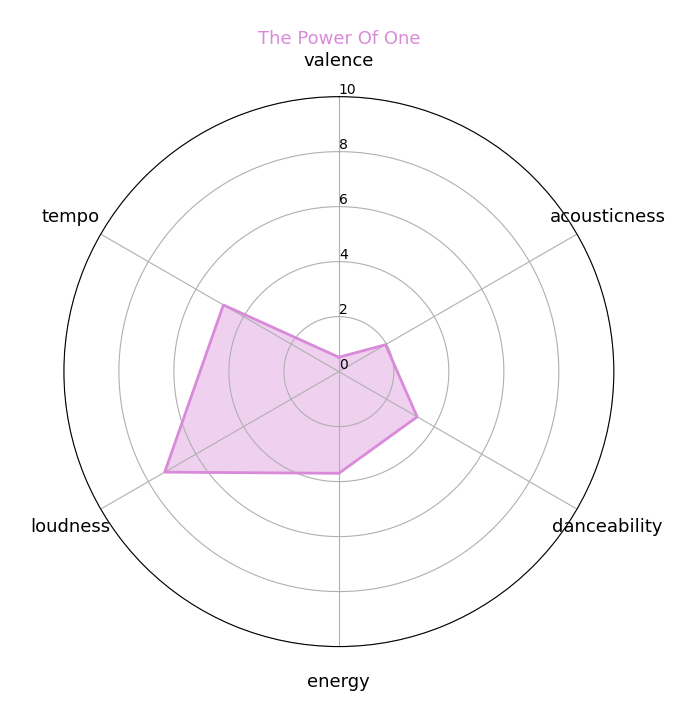 The Power Of One
valence
10
8
tempo
6
acousticness
4
2
0
loudness
danceability
energy